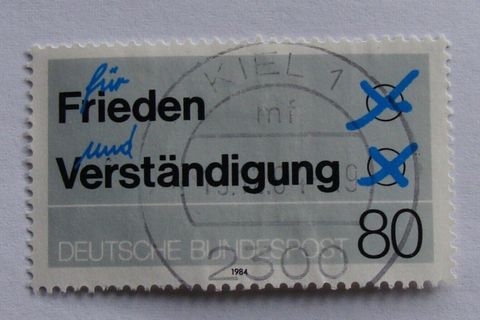 für
Frieden
und
Verständigung
DEUTSCHE BUNDESPOST 80
1984
KIEL 1
mf
2300